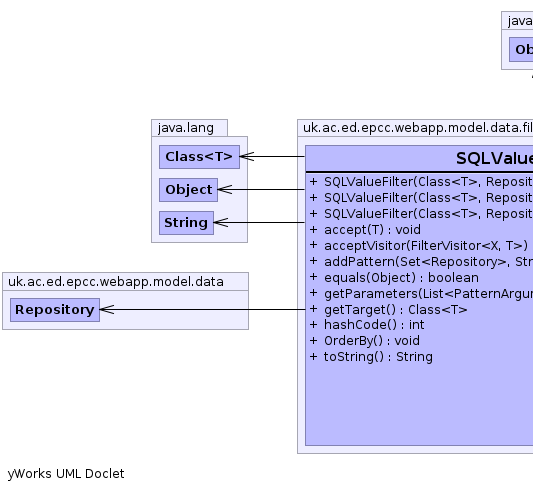 java
Ob
java.lang
Class<T>
Object
String
uk.ac.ed.epcc.webapp.model.data
Repository
uk.ac.ed.epcc.webapp.model.data.fil
SQLValue
+ SQLValueFilter(Class<T>, Reposit
+ SQLValueFilter(Class<T>, Reposit
+ SQLValueFilter(Class<T>, Reposit
+ accept(T) : void
+ acceptVisitor(FilterVisitor<X, T>)
+ addPattern(Set<Repository>, Str
+ equals(Object) : boolean
+ getParameters(List<PatternArgu
+ getTarget() : Class<T>
+ hashCode() : int
+ OrderBy() : void
+ toString() : String
yWorks UML Doclet